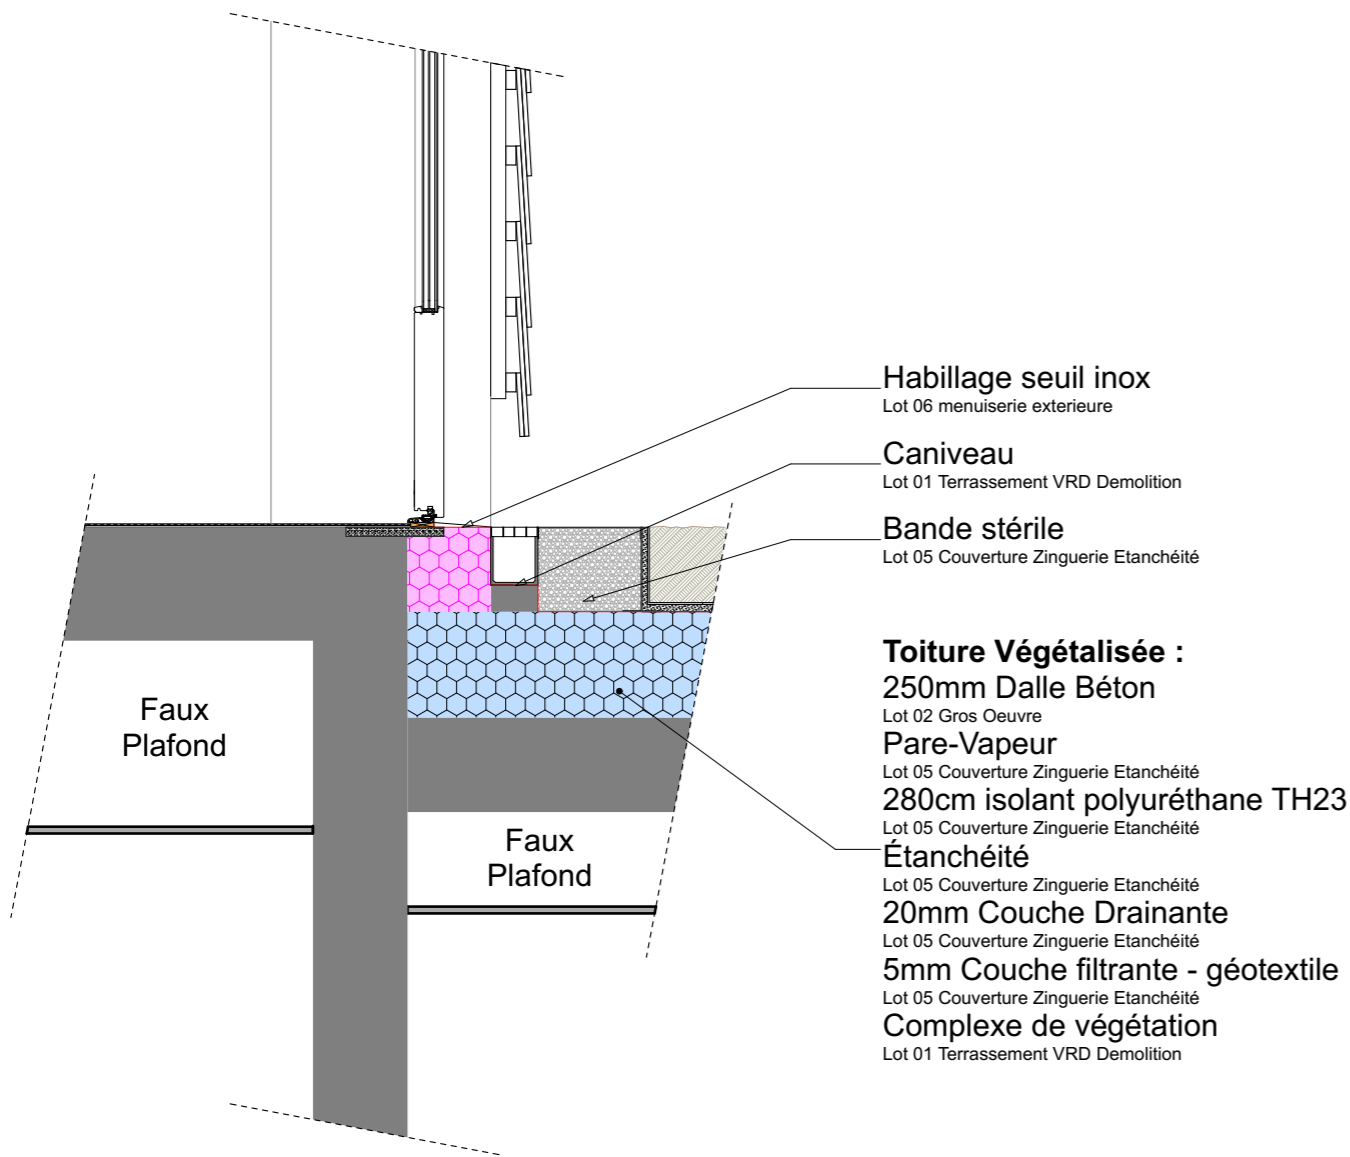 Habillage seuil inox
Lot 06 menuiserie exterieure
Caniveau
Lot 01 Terrassement VRD Demolition
Bande stérile
Lot 05 Couverture Zinguerie Etanchéité
Toiture Végétalisée :
250mm Dalle Béton
Lot 02 Gros Oeuvre
Pare-Vapeur
Lot 05 Couverture Zinguerie Etanchéité
280cm isolant polyuréthane TH23
Lot 05 Couverture Zinguerie Etanchéité
Étanchéité
Lot 05 Couverture Zinguerie Etanchéité
20mm Couche Drainante
Lot 05 Couverture Zinguerie Etanchéité
5mm Couche filtrante - géotextile
Lot 05 Couverture Zinguerie Etanchéité
Complexe de végétation
Lot 01 Terrassement VRD Demolition
Faux
Plafond
Faux
Plafond